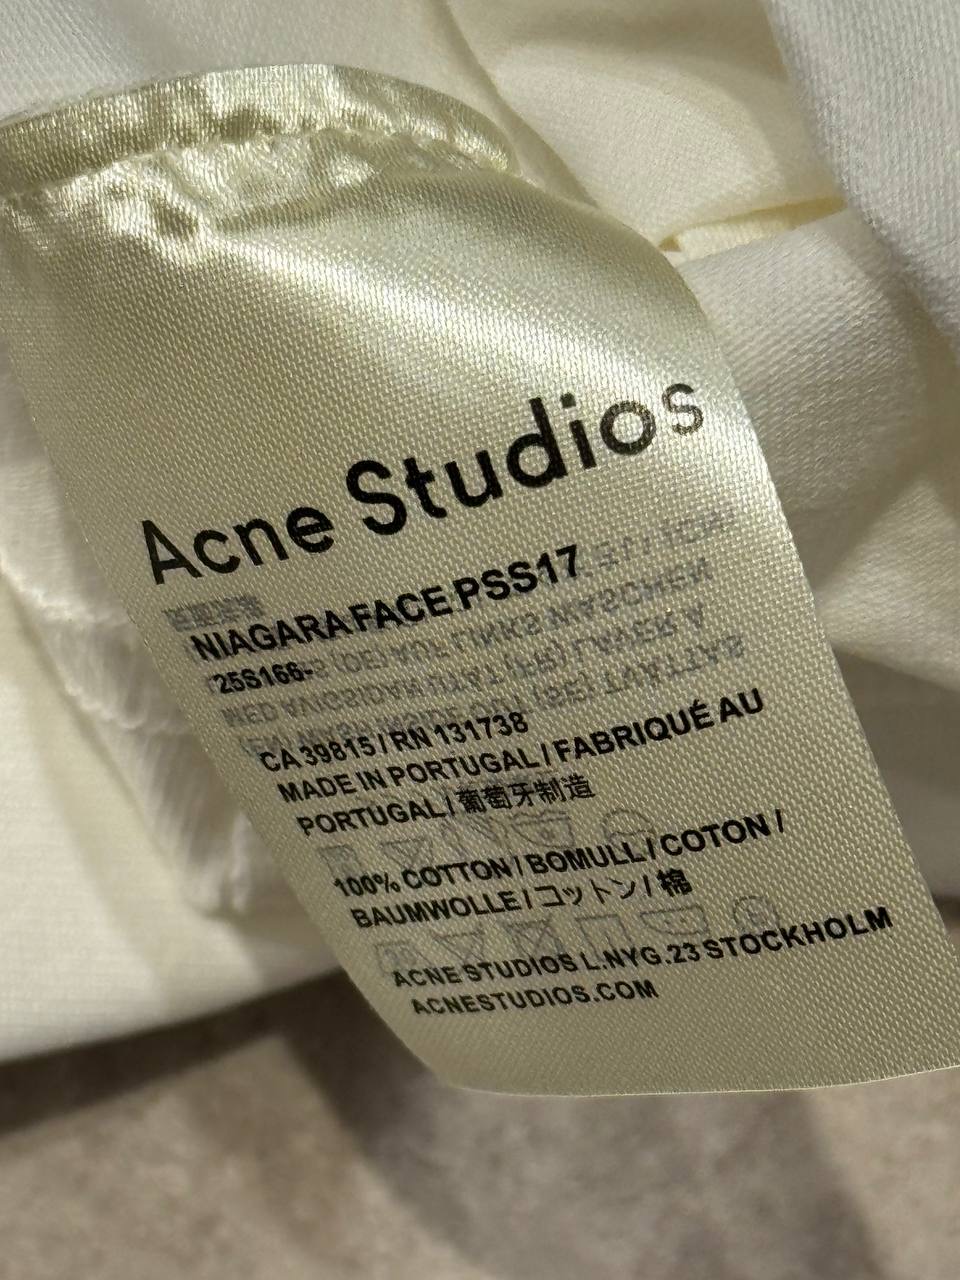 Acne Studios
NIAGARA FACE PSS17
25S166-
CA 39815 / RN 131738
MADE IN PORTUGAL / FABRIQUÉ AU
PORTUGAL / 葡萄牙制造
100% COTTON / BOMULL / COTON /
BAUMWOLLE / コットン / 棉
ACNE STUDIOS L.NYG.23 STOCKHOLM
ACNESTUDIOS.COM